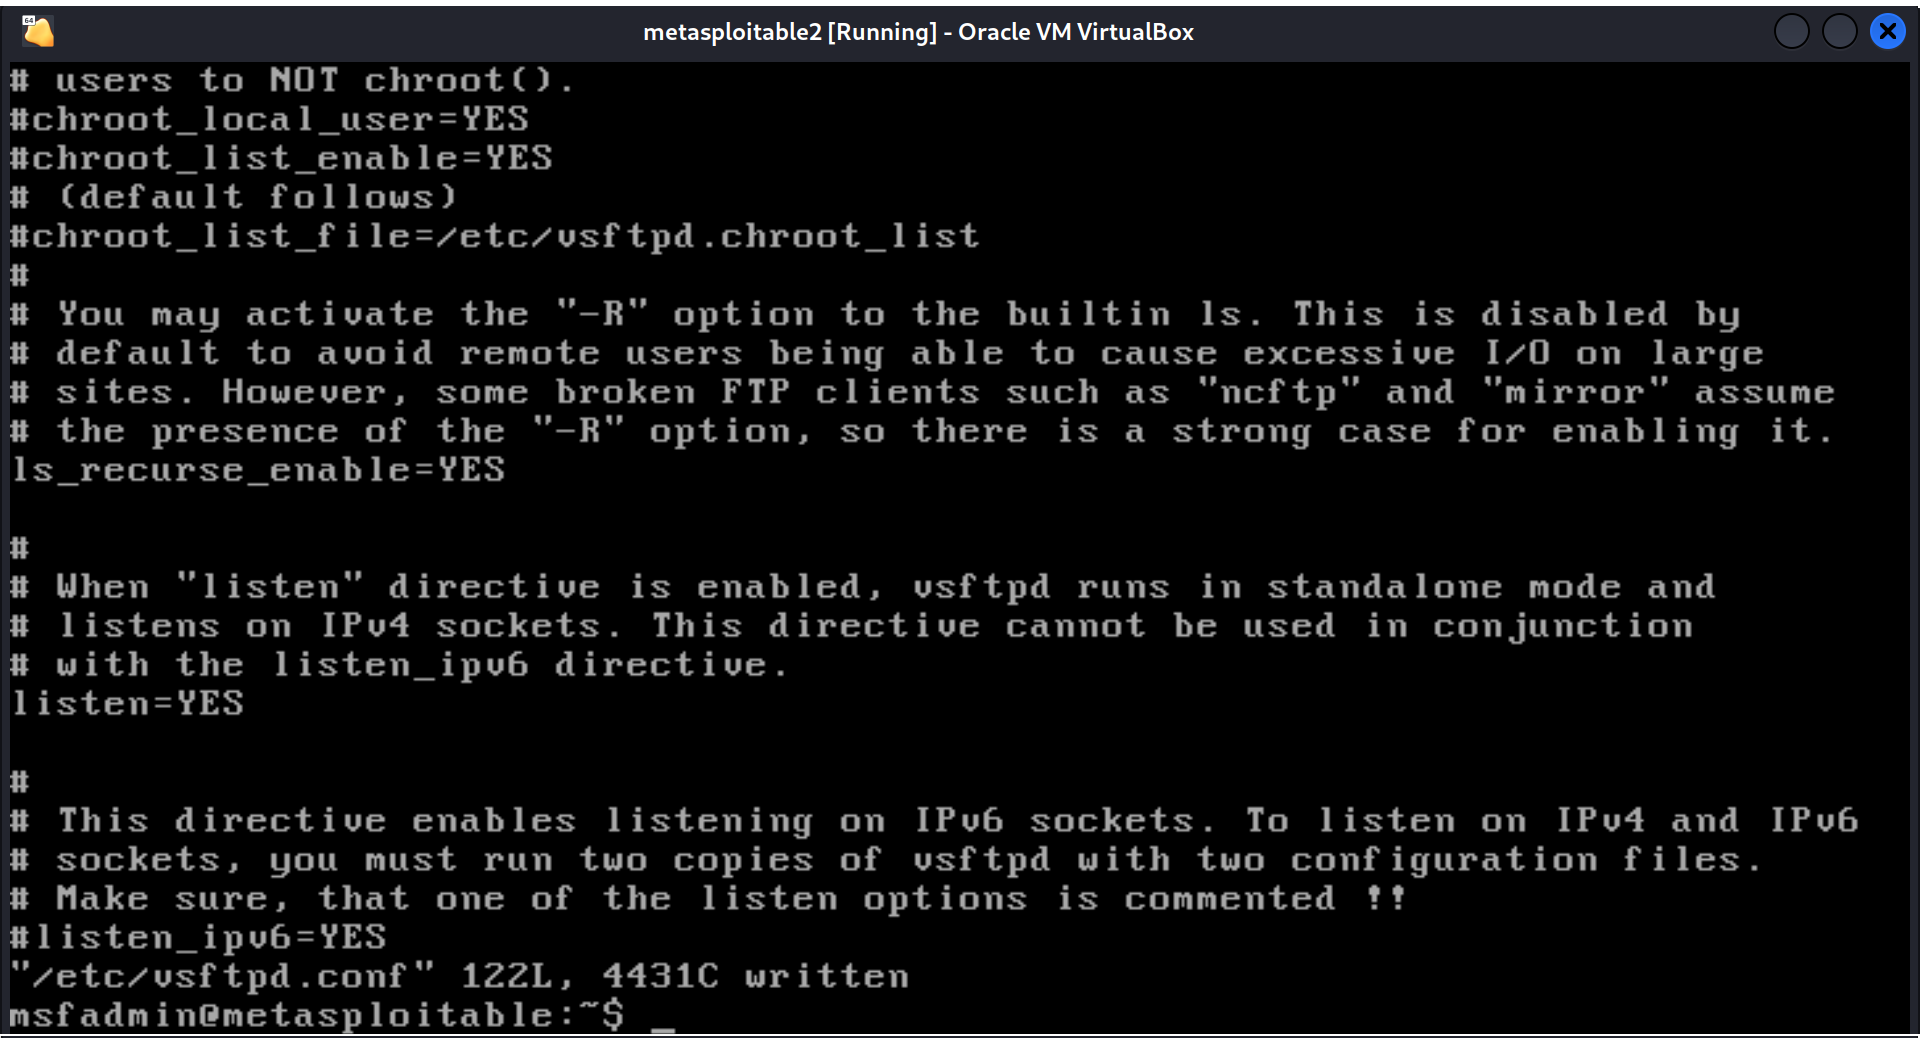 64
metasploitable2 [Running] - Oracle VM VirtualBox
# users to NOT chroot().
#chroot_local_user=YES
#chroot_list_enable=YES
# (default follows)
#chroot_list_file=/etc/vsftpd.chroot_list
#
# You may activate the "-R" option to the builtin ls. This is disabled by
# default to avoid remote users being able to cause excessive I/O on large
# sites. However, some broken FTP clients such as "ncftp" and "mirror" assume
# the presence of the "-R" option, so there is a strong case for enabling it.
ls_recurse_enable=YES
#
# When "listen" directive is enabled, vsftpd runs in standalone mode and
# listens on IPv4 sockets. This directive cannot be used in conjunction
# with the listen_ipv6 directive.
listen=YES
#
# This directive enables listening on IPv6 sockets. To listen on IPv4 and IPv6
# sockets, you must run two copies of vsftpd with two configuration files.
# Make sure, that one of the listen options is commented !!
#listen_ipv6=YES
"/etc/vsftpd.conf" 122L, 4431C written
msfadmin@metasploitable:~$ _